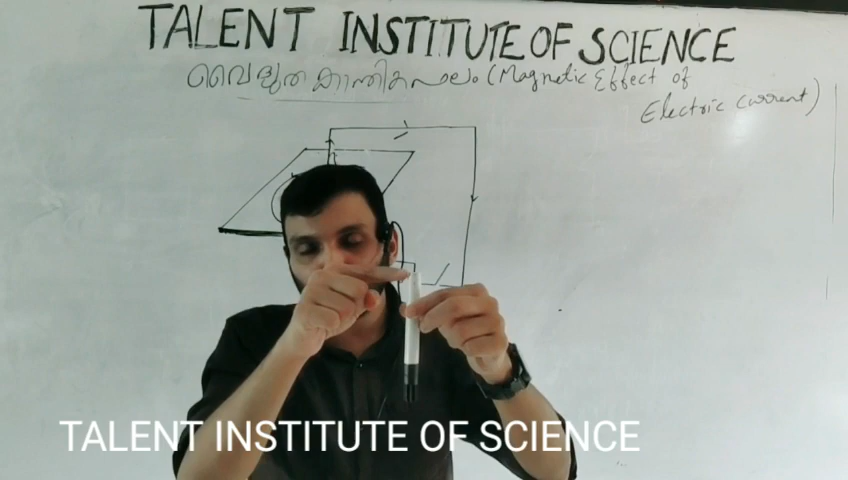 TALENT INSTITUTE OF SCIENCE
വൈദ്യുത കാന്തികഫലം (Magnetic Effect of
Electric Current)
TALENT INSTITUTE OF SCIENCE